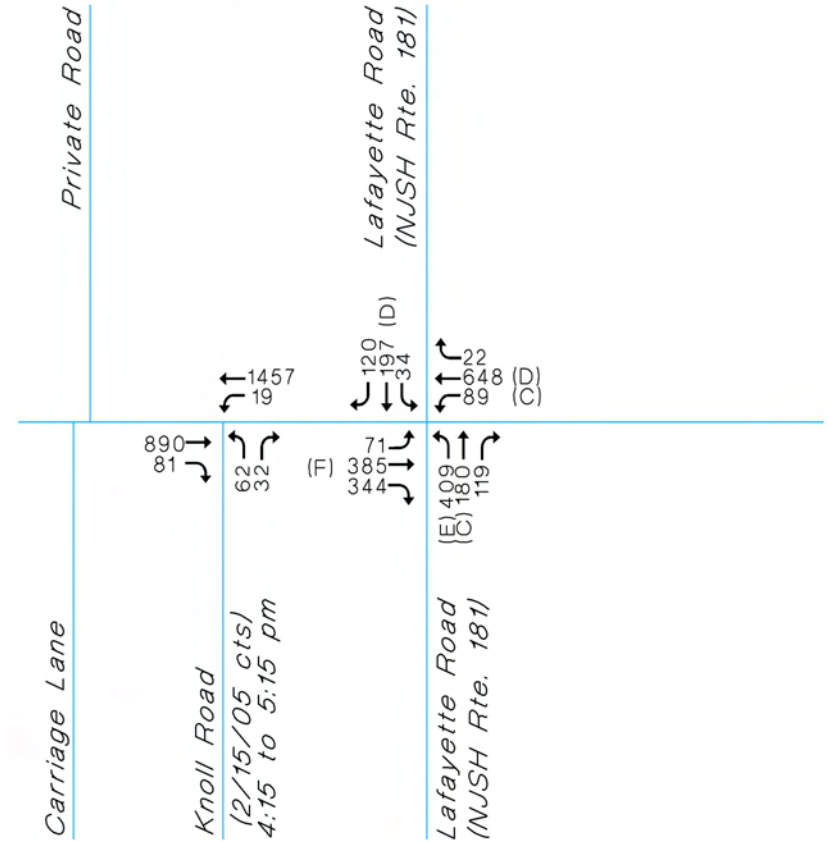 Private Road
Lafayette Road
(NJSH Rte. 181)
120
197 (D)
34
22
648 (D)
89 (C)
1457
19
890
81
62
32
71
(F) 385
344
(E) 409
(C) 180
119
Carriage Lane
Knoll Road
(2/15/05 cts)
4:15 to 5:15 pm
Lafayette Road
(NJSH Rte. 181)